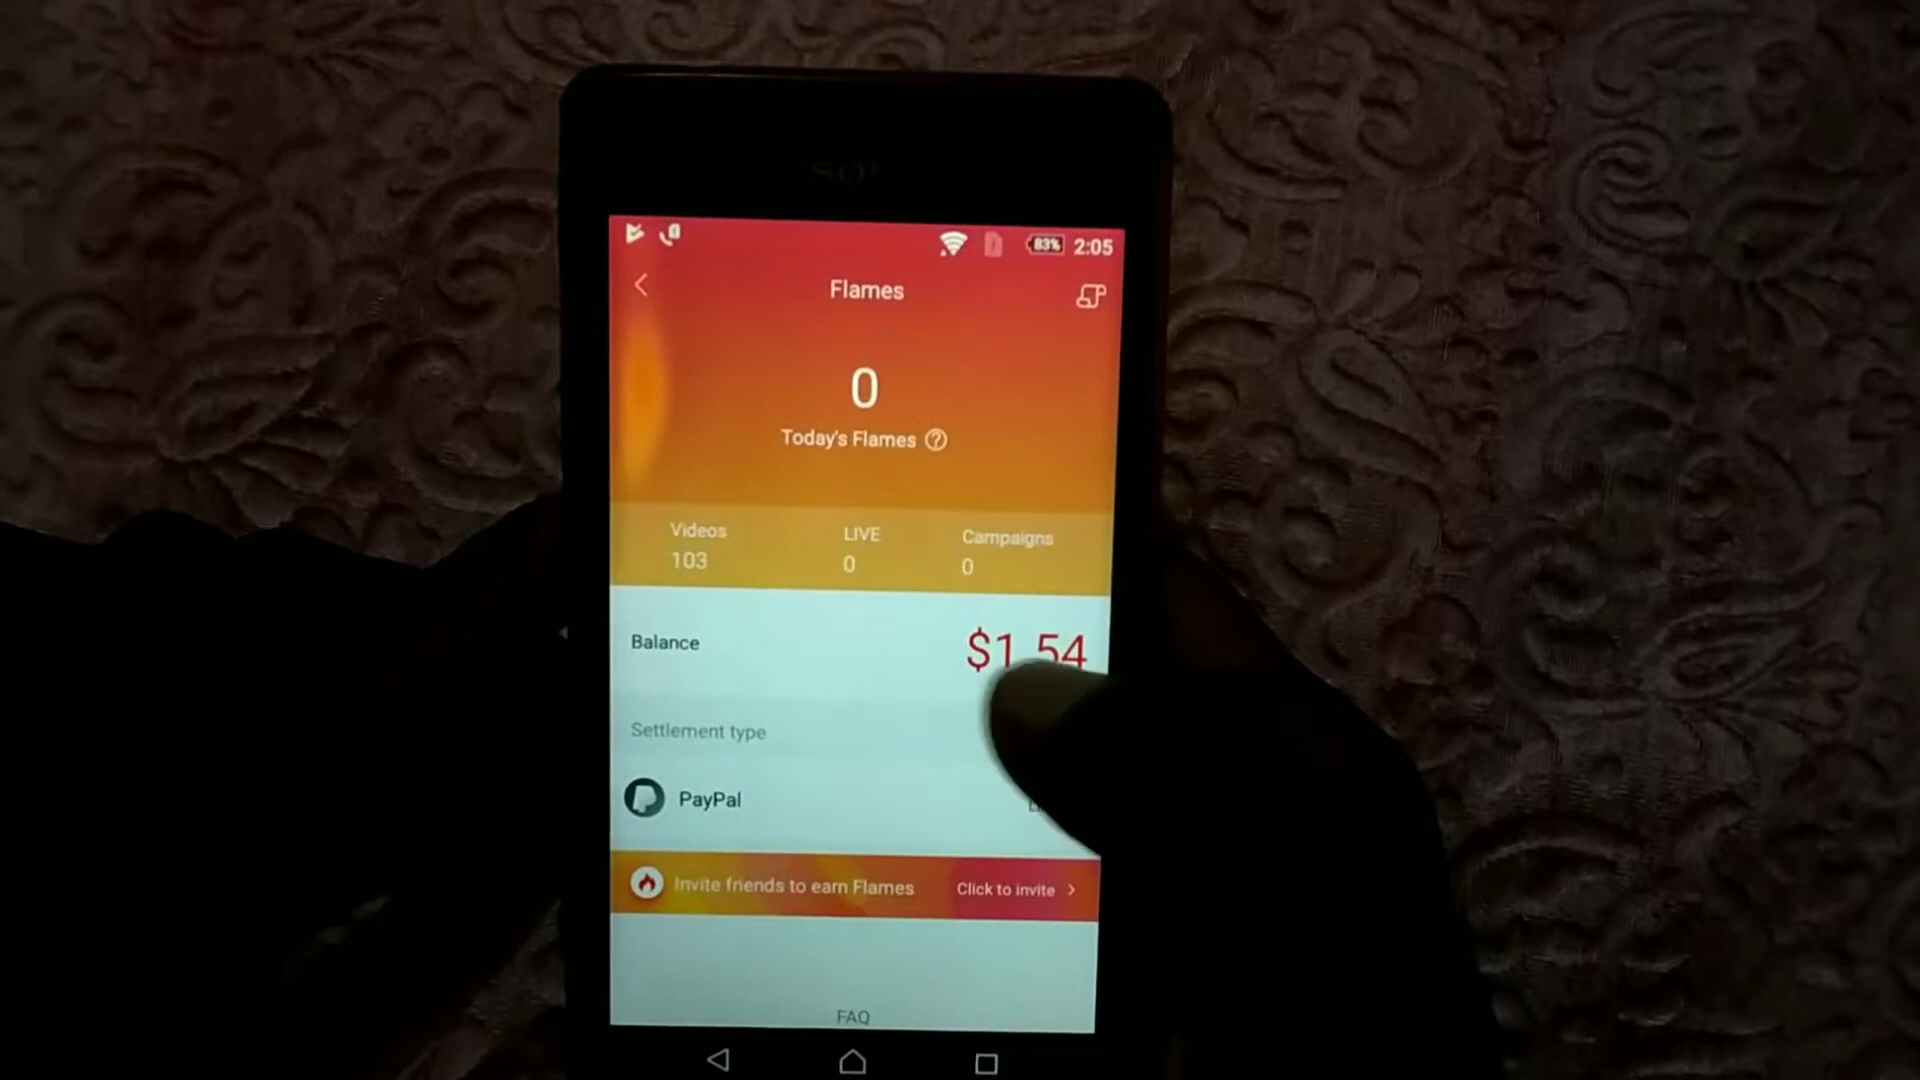 83% 2:05
Flames
0
Today's Flames ?
Videos LIVE Campaigns
103 0 0
Balance $1.54
Settlement type
PayPal
Invite friends to earn Flames Click to invite >
FAQ